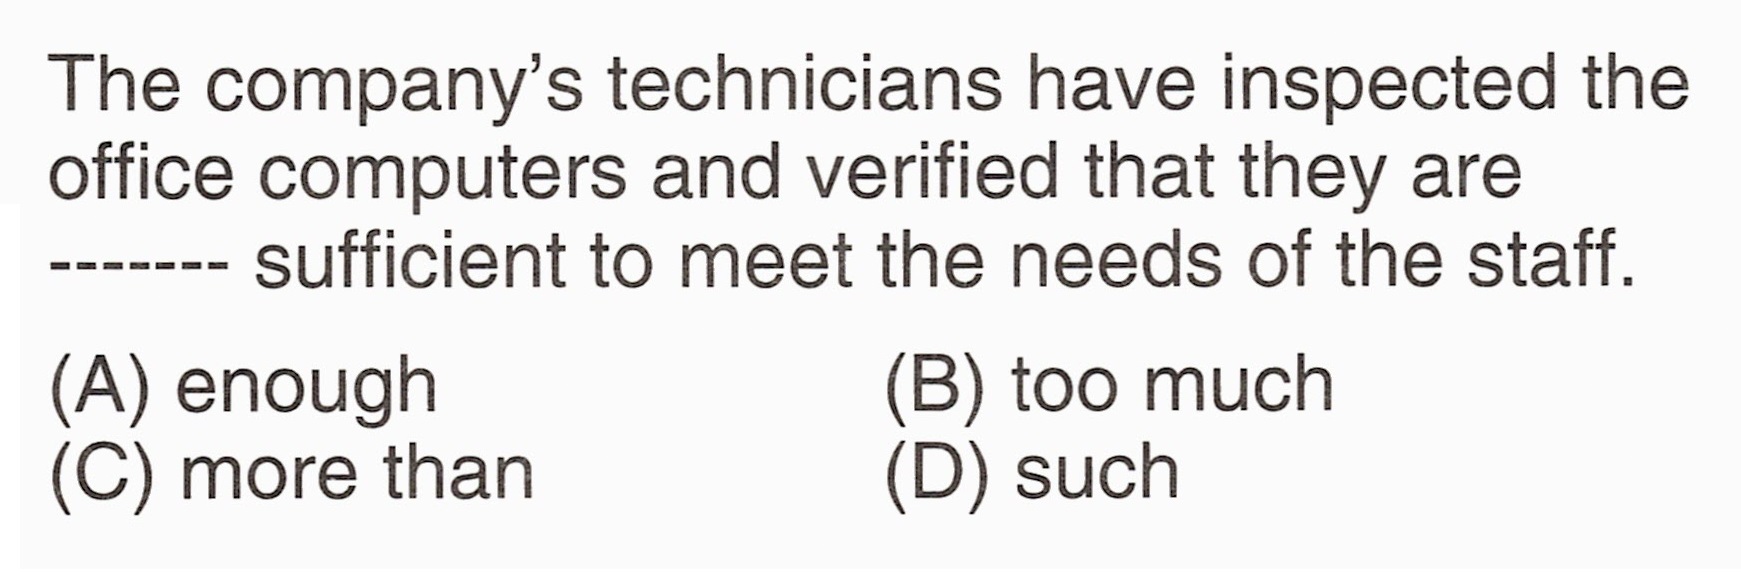 The company’s technicians have inspected the
office computers and verified that they are
------- sufficient to meet the needs of the staff.
(A) enough (B) too much
(C) more than (D) such